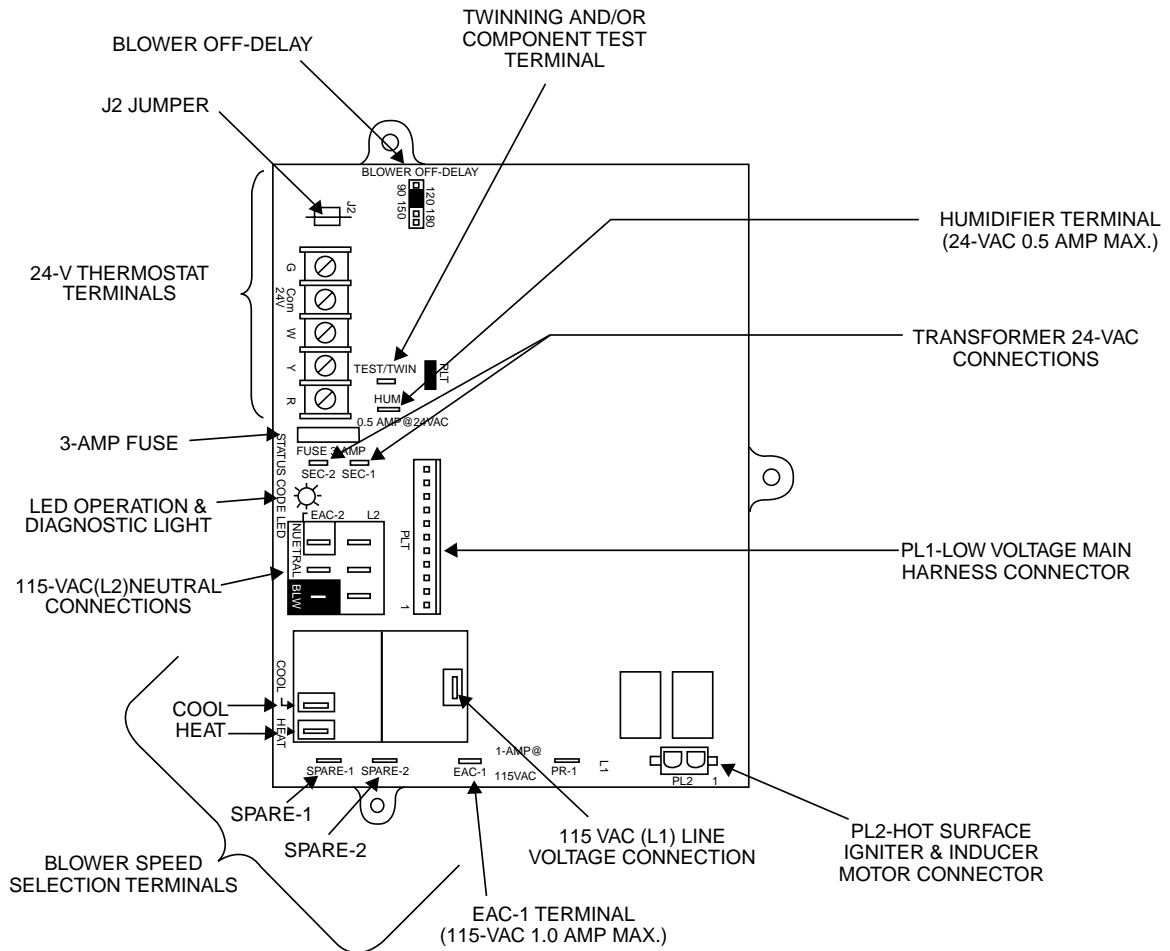 TWINNING AND/OR
COMPONENT TEST
TERMINAL
BLOWER OFF-DELAY
J2 JUMPER
BLOWER OFF-DELAY
90 150
120 180
J2
HUMIDIFIER TERMINAL
(24-VAC 0.5 AMP MAX.)
24-V THERMOSTAT
TERMINALS
G
Com
24V
W
Y
R
TRANSFORMER 24-VAC
CONNECTIONS
TEST/TWIN
PLT
HUM
0.5 AMP@24VAC
3-AMP FUSE
FUSE 3-AMP
STATUS CODE LED
SEC-2
SEC-1
LED OPERATION &
DIAGNOSTIC LIGHT
EAC-2
L2
NUETRAL
BLW
PLT
1
PL1-LOW VOLTAGE MAIN
HARNESS CONNECTOR
115-VAC(L2)NEUTRAL
CONNECTIONS
COOL
HEAT
COOL
HEAT
SPARE-1
SPARE-2
EAC-1
1-AMP@
115VAC
PR-1
L1
PL2
1
SPARE-1
SPARE-2
115 VAC (L1) LINE
VOLTAGE CONNECTION
PL2-HOT SURFACE
IGNITER & INDUCER
MOTOR CONNECTOR
BLOWER SPEED
SELECTION TERMINALS
EAC-1 TERMINAL
(115-VAC 1.0 AMP MAX.)